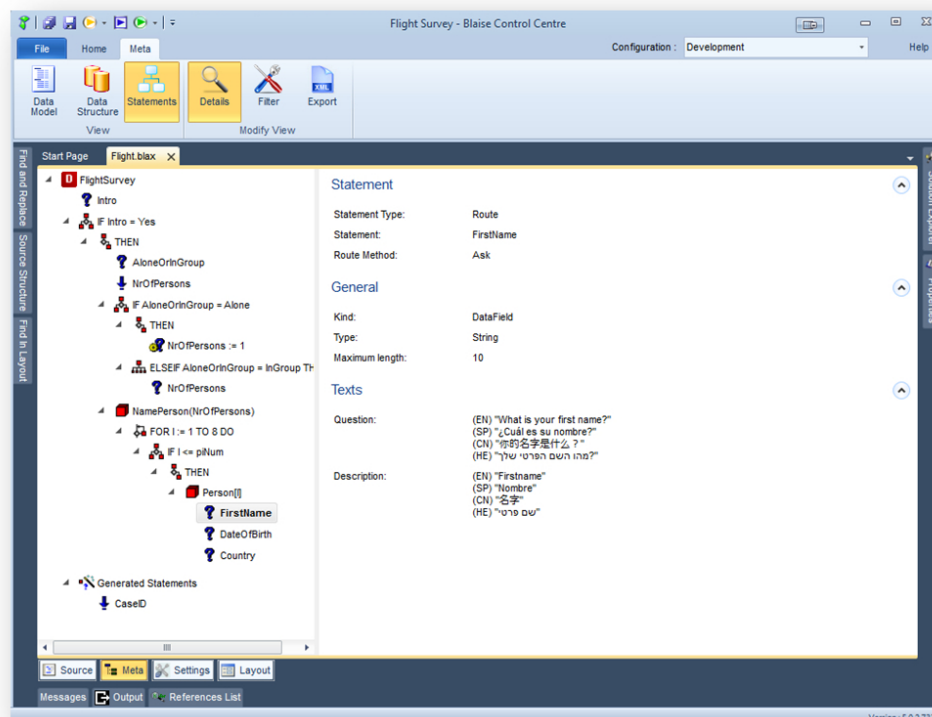 Flight Survey - Blaise Control Centre
File Home Meta Configuration : Development Help
Data Model
Data Structure
Statements
Details
Filter
Export
View
Modify View
Start Page
Flight.blax
Find and Replace
Source Structure
Find In Layout
FlightSurvey
Intro
IF Intro = Yes
THEN
AloneOrInGroup
NrOfPersons
IF AloneOrInGroup = Alone
THEN
NrOfPersons := 1
ELSEIF AloneOrInGroup = InGroup TH
NrOfPersons
NamePerson(NrOfPersons)
FOR I := 1 TO 8 DO
IF I <= piNum
THEN
Person[I]
FirstName
DateOfBirth
Country
Generated Statements
CaseID
Statement
Statement Type: Route
Statement: FirstName
Route Method: Ask
General
Kind: DataField
Type: String
Maximum length: 10
Texts
Question: (EN) "What is your first name?"
(SP) "¿Cuál es su nombre?"
(CN) "你的名字是什么？"
(HE) "מהו השם הפרטי שלך?"
Description: (EN) "Firstname"
(SP) "Nombre"
(CN) "名字"
(HE) "שם פרטי"
Solution Explorer
Properties
Source Meta Settings Layout
Messages Output References List